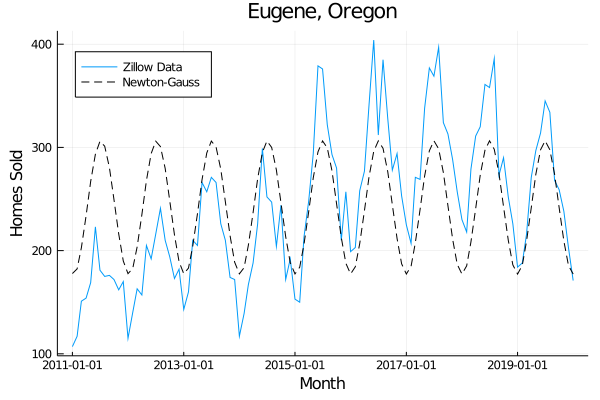 Eugene, Oregon
400
300
200
100
Homes Sold
Zillow Data
Newton-Gauss
2011-01-01 2013-01-01 2015-01-01 2017-01-01 2019-01-01
Month